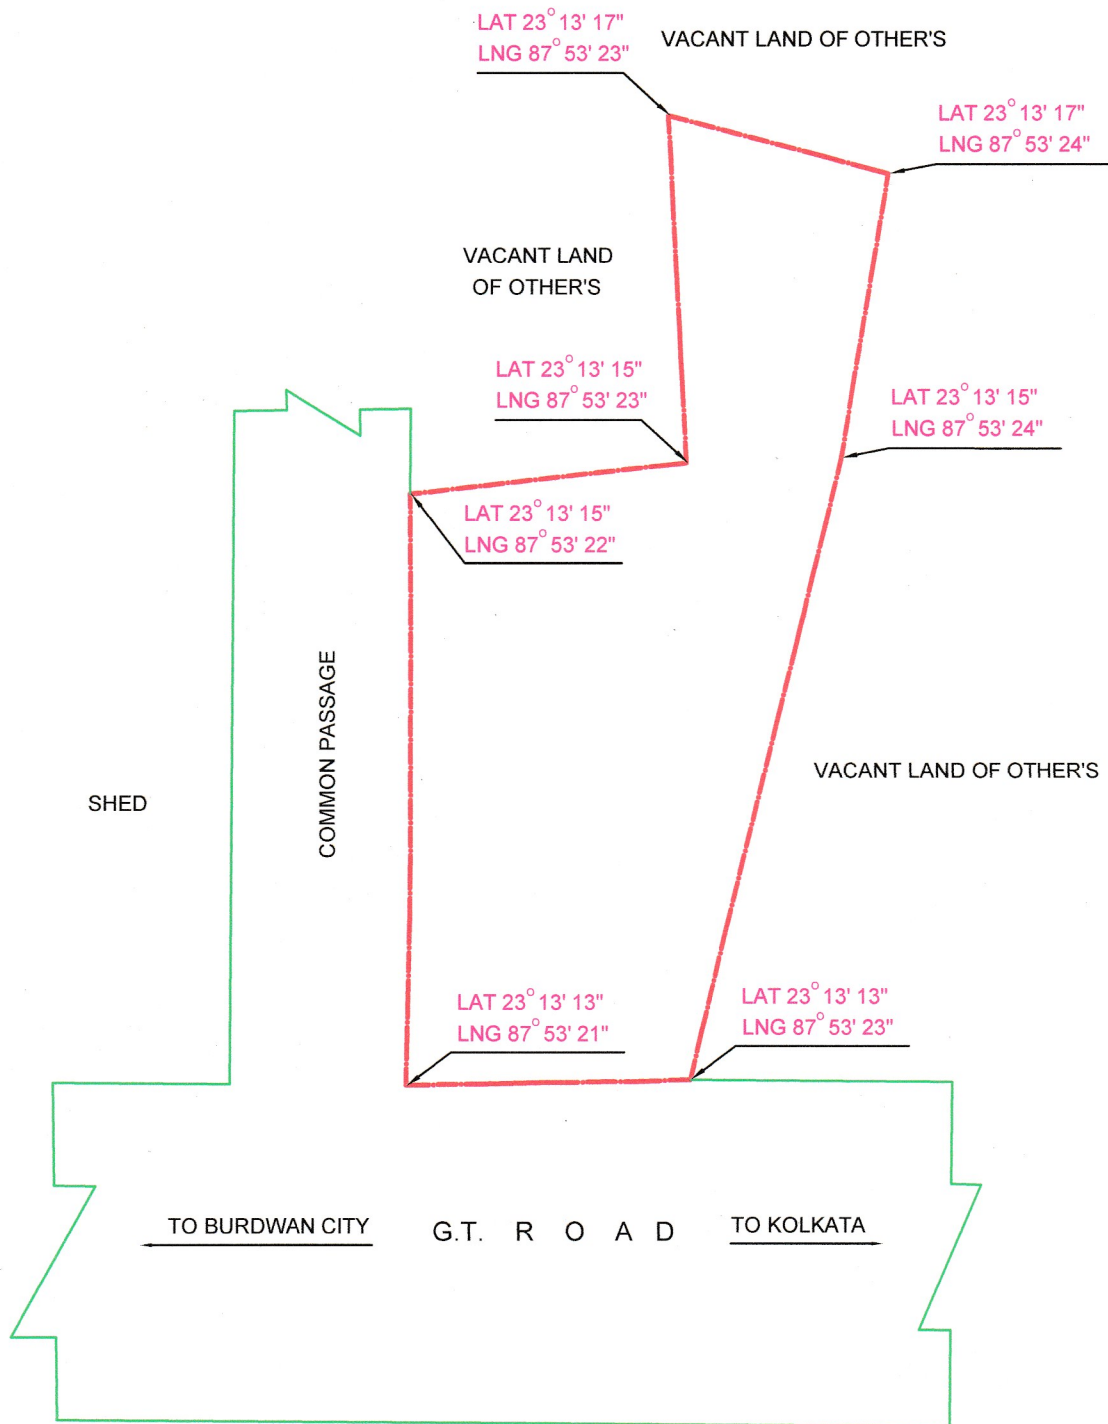 LAT 23° 13' 17"
LNG 87° 53' 23"
VACANT LAND OF OTHER'S
LAT 23° 13' 17"
LNG 87° 53' 24"
VACANT LAND
OF OTHER'S
LAT 23° 13' 15"
LNG 87° 53' 23"
LAT 23° 13' 15"
LNG 87° 53' 24"
LAT 23° 13' 15"
LNG 87° 53' 22"
COMMON PASSAGE
VACANT LAND OF OTHER'S
SHED
LAT 23° 13' 13"
LNG 87° 53' 21"
LAT 23° 13' 13"
LNG 87° 53' 23"
TO BURDWAN CITY
G.T. ROAD
TO KOLKATA